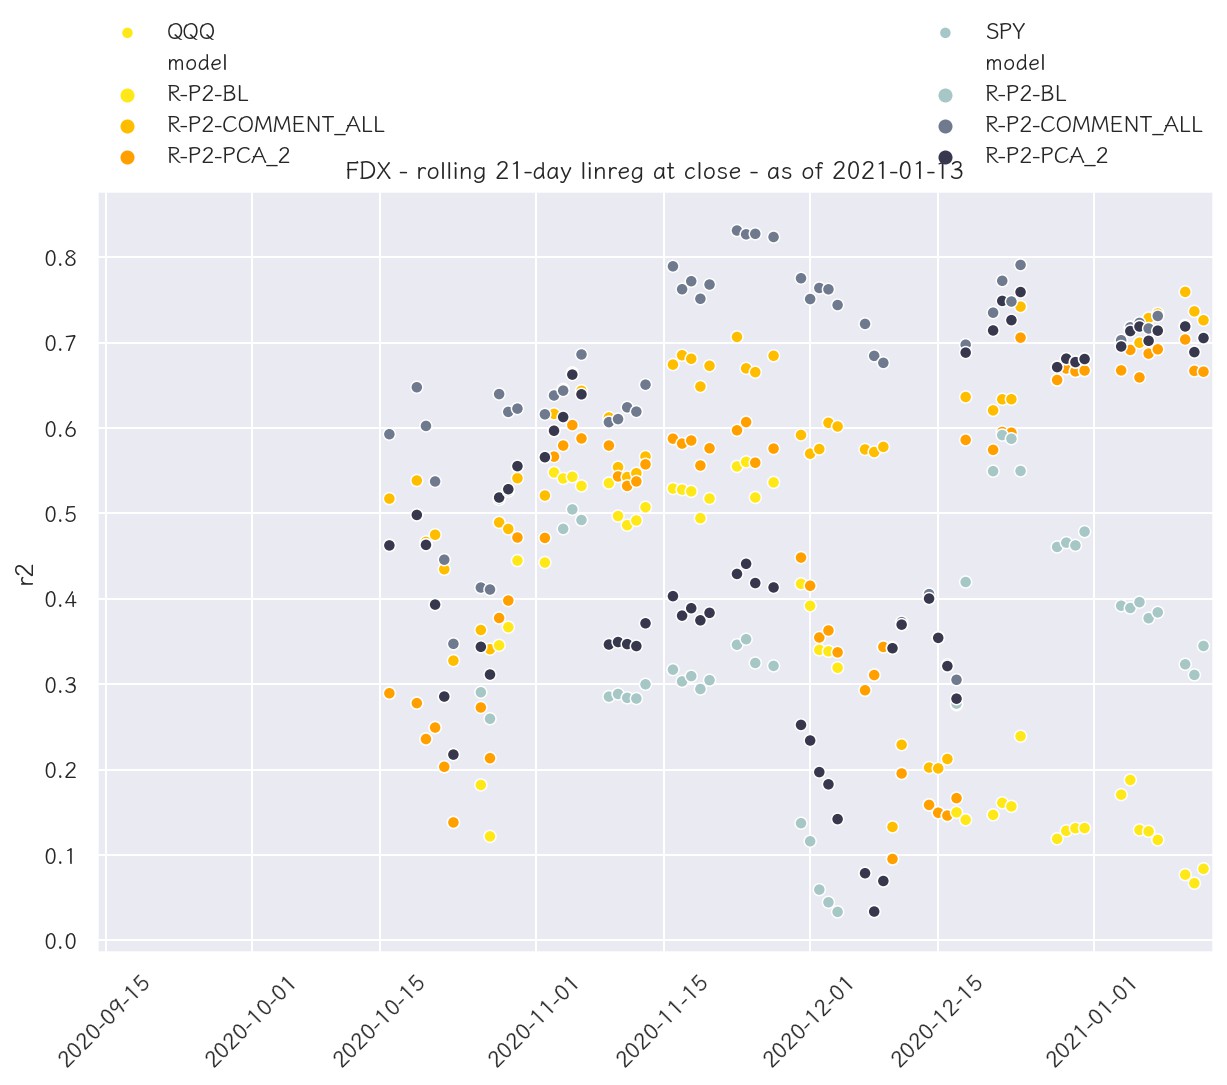 QQQ
model
R-P2-BL
R-P2-COMMENT_ALL
R-P2-PCA_2
SPY
model
R-P2-BL
R-P2-COMMENT_ALL
R-P2-PCA_2
FDX - rolling 21-day linreg at close - as of 2021-01-13
r2
0.8
0.7
0.6
0.5
0.4
0.3
0.2
0.1
0.0
2020-09-15
2020-10-01
2020-10-15
2020-11-01
2020-11-15
2020-12-01
2020-12-15
2021-01-01